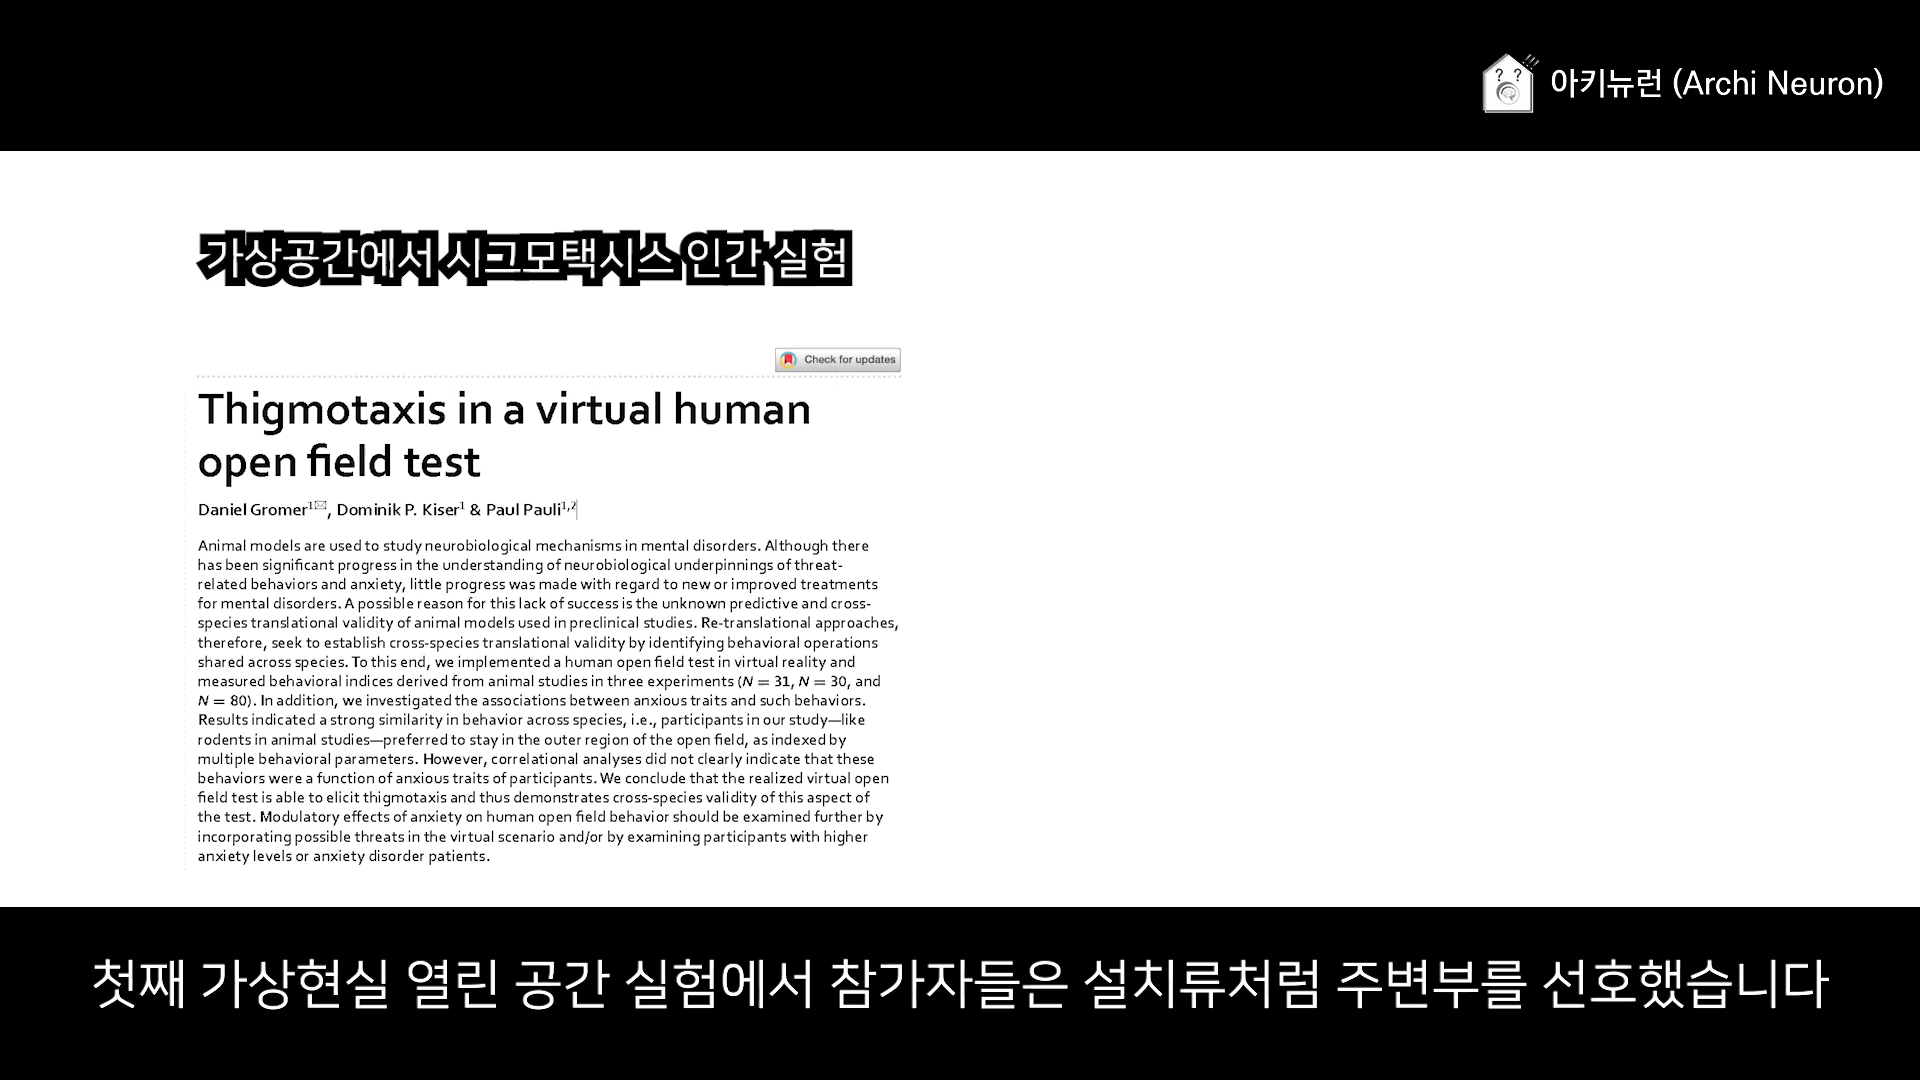 아키뉴런 (Archi Neuron)
가상공간에서 시그모택시스 인간 실험
Check for updates
Thigmotaxis in a virtual human
open field test
Daniel Gromer1✉, Dominik P. Kiser1 & Paul Pauli1,2
Animal models are used to study neurobiological mechanisms in mental disorders. Although there
has been significant progress in the understanding of neurobiological underpinnings of threat-
related behaviors and anxiety, little progress was made with regard to new or improved treatments
for mental disorders. A possible reason for this lack of success is the unknown predictive and cross-
species translational validity of animal models used in preclinical studies. Re-translational approaches,
therefore, seek to establish cross-species translational validity by identifying behavioral operations
shared across species. To this end, we implemented a human open field test in virtual reality and
measured behavioral indices derived from animal studies in three experiments (N = 31, N = 30, and
N = 80). In addition, we investigated the associations between anxious traits and such behaviors.
Results indicated a strong similarity in behavior across species, i.e., participants in our study—like
rodents in animal studies—preferred to stay in the outer region of the open field, as indexed by
multiple behavioral parameters. However, correlational analyses did not clearly indicate that these
behaviors were a function of anxious traits of participants. We conclude that the realized virtual open
field test is able to elicit thigmotaxis and thus demonstrates cross-species validity of this aspect of
the test. Modulatory effects of anxiety on human open field behavior should be examined further by
incorporating possible threats in the virtual scenario and/or by examining participants with higher
anxiety levels or anxiety disorder patients.
첫째 가상현실 열린 공간 실험에서 참가자들은 설치류처럼 주변부를 선호했습니다